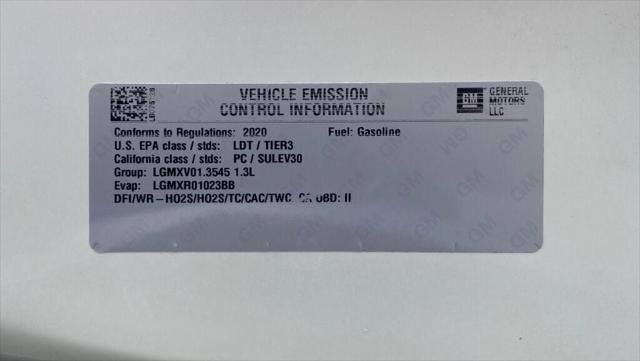 VEHICLE EMISSION
CONTROL INFORMATION
GM
GENERAL
MOTORS
LLC
Conforms to Regulations: 2020 Fuel: Gasoline
U.S. EPA class / stds: LDT / TIER3
California class / stds: PC / SULEV30
Group: LGMXV01.3545 1.3L
Evap: LGMXR01023BB
DFI/WR-HO2S/HO2S/TC/CAC/TWC CA OBD: II